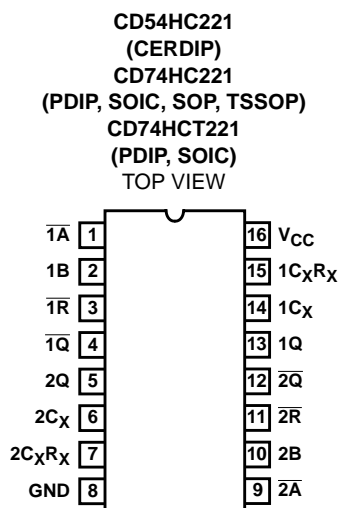 CD54HC221
(CERDIP)
CD74HC221
(PDIP, SOIC, SOP, TSSOP)
CD74HCT221
(PDIP, SOIC)
TOP VIEW
1A̅ 1 16 VCC
1B 2 15 1CXRX
1R̅ 3 14 1CX
1Q̅ 4 13 1Q
2Q 5 12 2Q̅
2CX 6 11 2R̅
2CXRX 7 10 2B
GND 8 9 2A̅